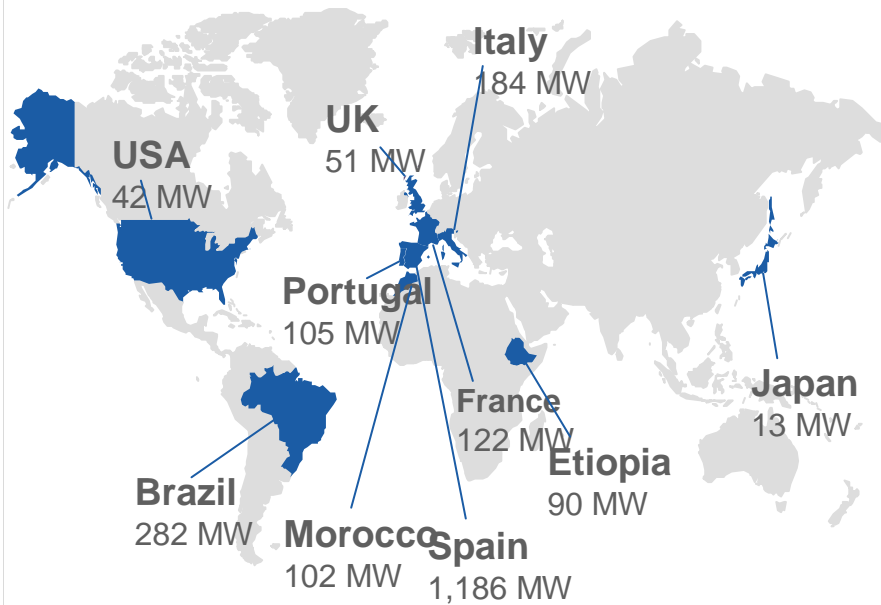 Italy
184 MW
UK
51 MW
USA
42 MW
Portugal
105 MW
France
122 MW
Japan
13 MW
Etiopia
90 MW
Brazil
282 MW
Morocco
102 MW
Spain
1,186 MW